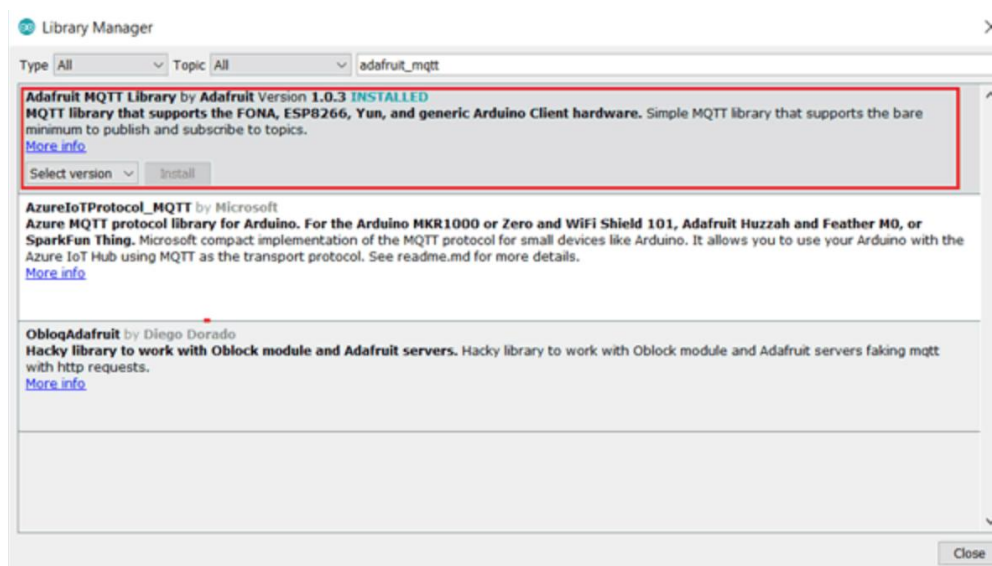 Library Manager
Type All Topic All adafruit_mqtt
Adafruit MQTT Library by Adafruit Version 1.0.3 INSTALLED
MQTT library that supports the FONA, ESP8266, Yun, and generic Arduino Client hardware. Simple MQTT library that supports the bare
minimum to publish and subscribe to topics.
More info
Select version Install
AzureIoTProtocol_MQTT by Microsoft
Azure MQTT protocol library for Arduino. For the Arduino MKR1000 or Zero and WiFi Shield 101, Adafruit Huzzah and Feather M0, or
SparkFun Thing. Microsoft compact implementation of the MQTT protocol for small devices like Arduino. It allows you to use your Arduino with the
Azure IoT Hub using MQTT as the transport protocol. See readme.md for more details.
More info
ObloqAdafruit by Diego Dorado
Hacky library to work with Oblock module and Adafruit servers. Hacky library to work with Oblock module and Adafruit servers faking mqtt
with http requests.
More info
Close